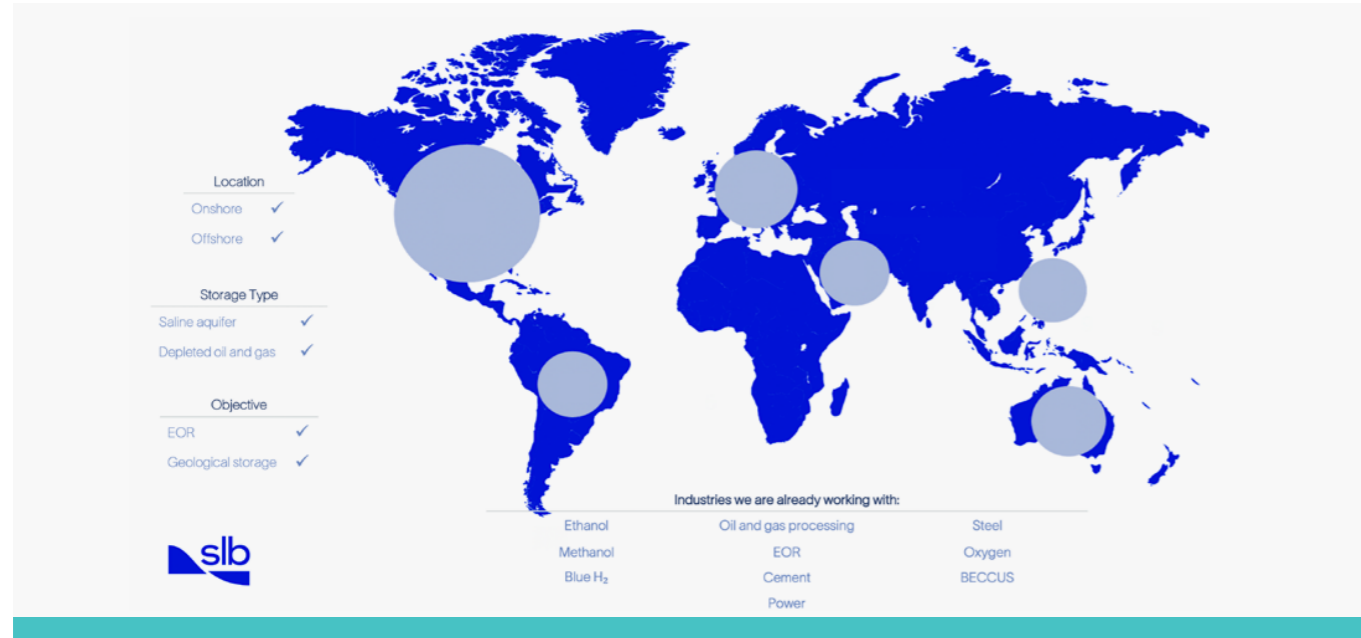 Location
Onshore ✓
Offshore ✓
Storage Type
Saline aquifer ✓
Depleted oil and gas ✓
Objective
EOR ✓
Geological storage ✓
slb
Industries we are already working with:
Ethanol Oil and gas processing Steel
Methanol EOR Oxygen
Blue H₂ Cement BECCUS
Power